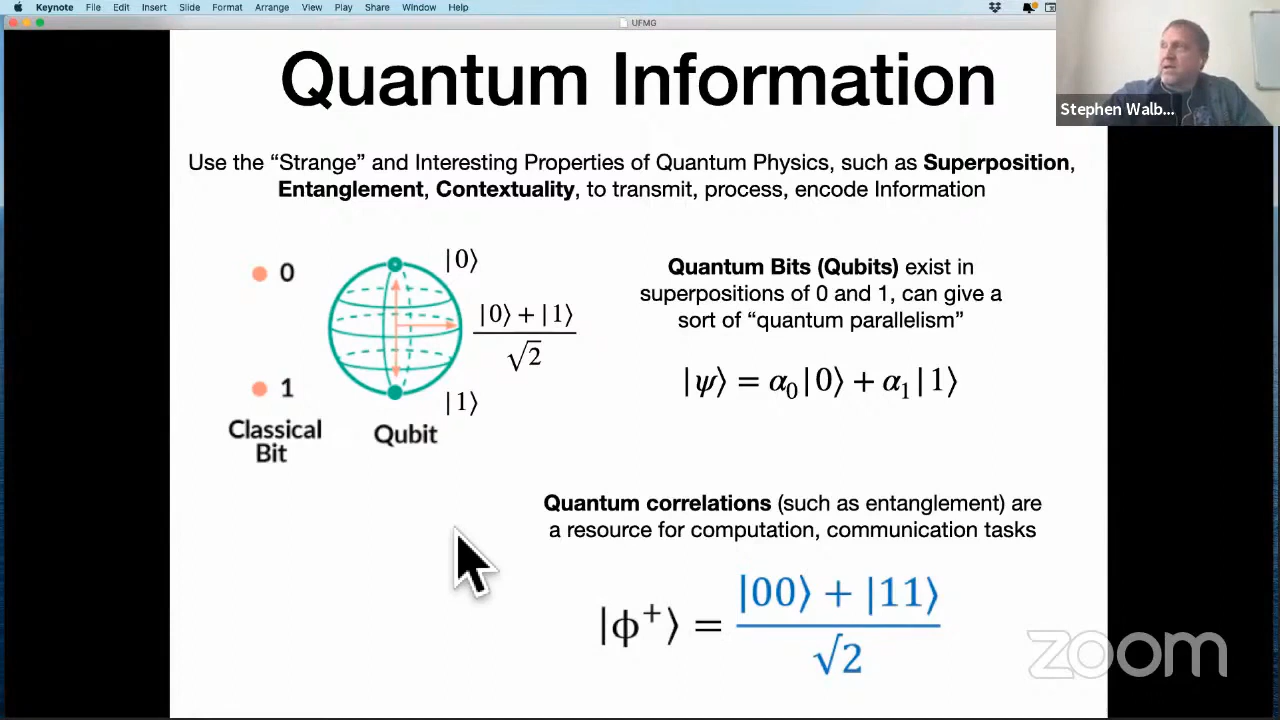 Keynote File Edit Insert Slide Format Arrange View Play Share Window Help
UFMG
Quantum Information
Stephen Walb...
Use the “Strange” and Interesting Properties of Quantum Physics, such as Superposition,
Entanglement, Contextuality, to transmit, process, encode Information
0
1
Classical
Bit
|0⟩
|0⟩ + |1⟩
√2
|1⟩
Qubit
Quantum Bits (Qubits) exist in
superpositions of 0 and 1, can give a
sort of “quantum parallelism”
|ψ⟩ = α₀|0⟩ + α₁|1⟩
Quantum correlations (such as entanglement) are
a resource for computation, communication tasks
|ϕ⁺⟩ =
|00⟩ + |11⟩
√2
zoom